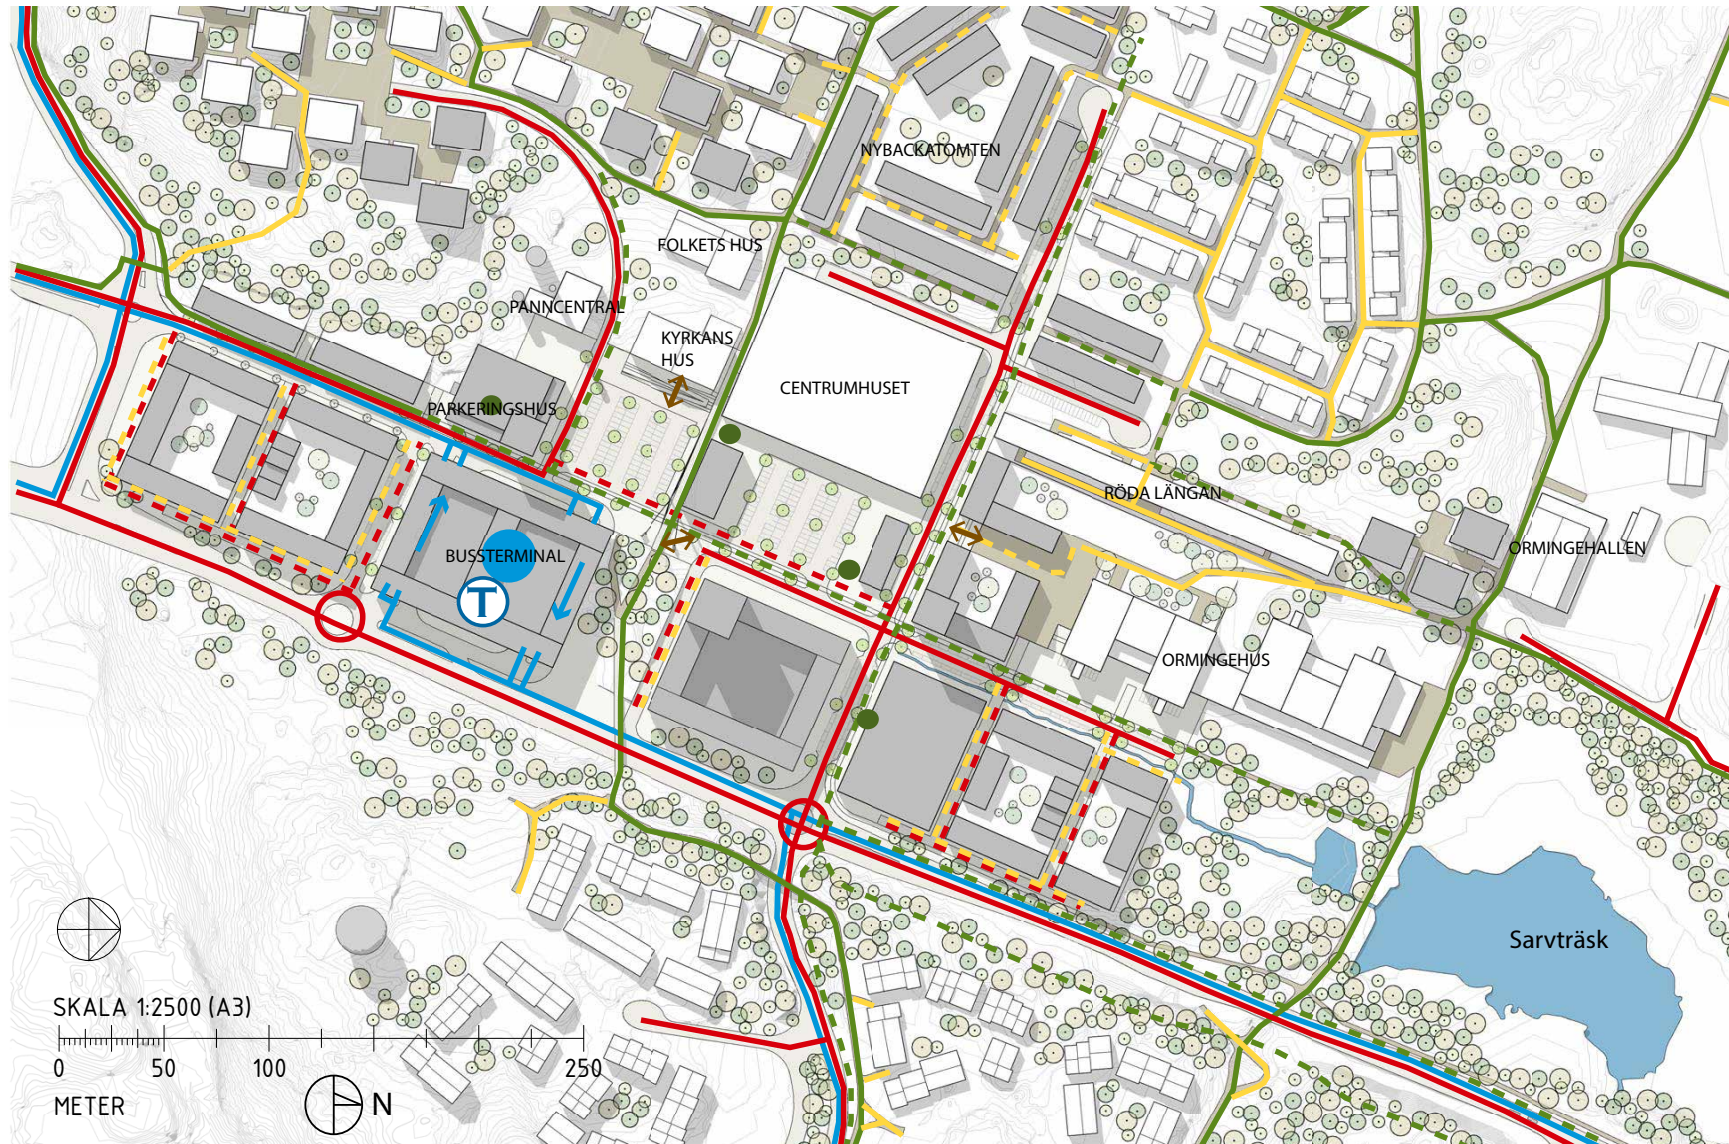 NYBACKATOMTEN
FOLKETS HUS
PANNCENTRAL
KYRKANS
HUS
CENTRUMHUSET
PARKERINGSHUS
RÖDA LÄNGAN
BUSSTERMINAL
T
ORMINGEHALLEN
ORMINGEHUS
Sarvträsk
SKALA 1:2500 (A3)
0 50 100 250
METER
N